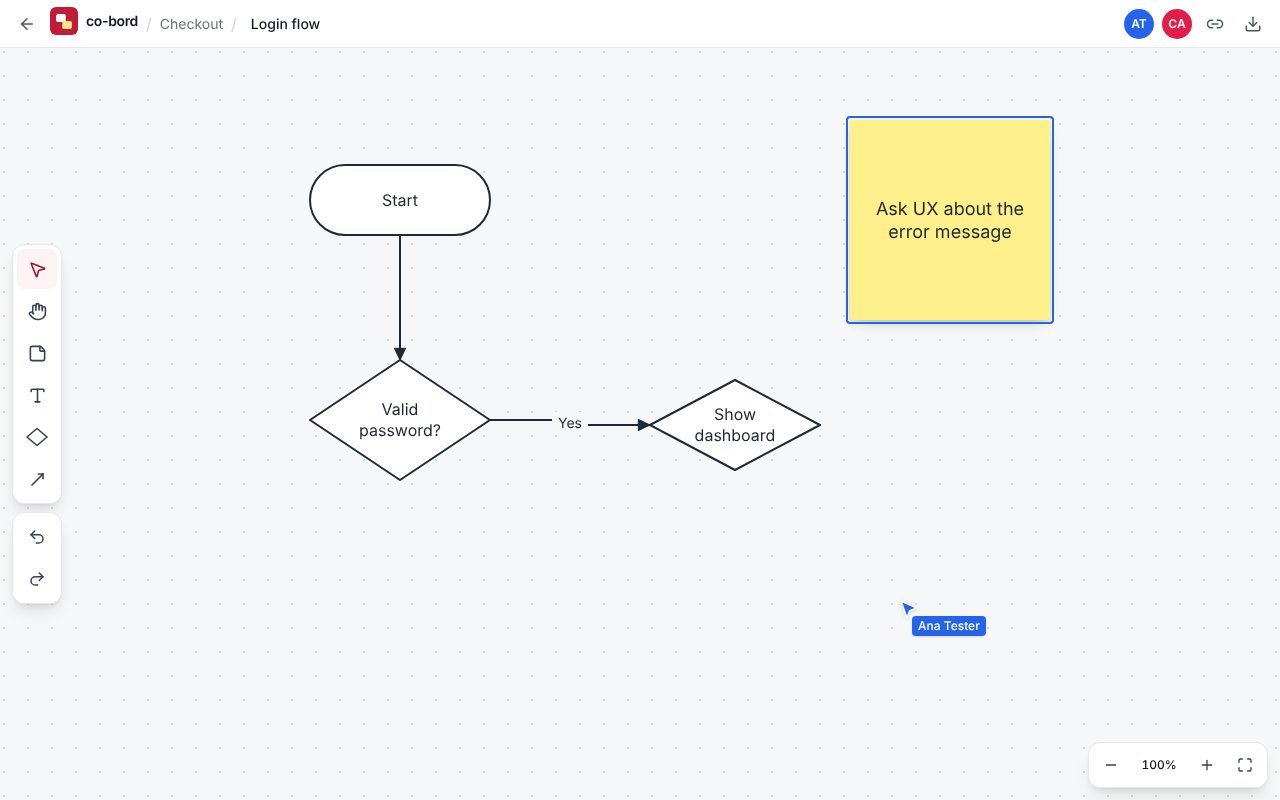 co-bord / Checkout / Login flow
AT
CA
Start
Ask UX about the
error message
Valid
password?
Yes
Show
dashboard
Ana Tester
100%